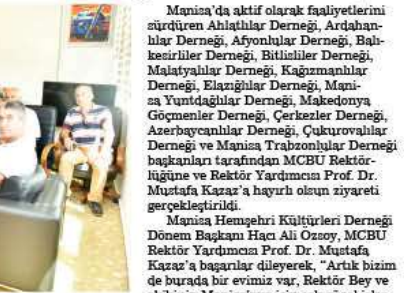 Manisa'da aktif olarak faaliyetlerini
sürdüren Ahlatlılar Derneği, Ardahan-
lılar Derneği, Afyonlular Derneği, Balı-
kesirliler Derneği, Bitlisliler Derneği,
Malatyalılar Derneği, Kağızmanlılar
Derneği, Elazığlılar Derneği, Mani-
sa Yuntdağlılar Derneği, Makedonya
Göçmenler Derneği, Çerkezler Derneği,
Azerbaycanlılar Derneği, Çukurovalılar
Derneği ve Manisa Trabzonlular Derneği
başkanları tarafından MCBU Rektör-
lüğüne ve Rektör Yardımcısı Prof. Dr.
Mustafa Kazaz'a hayırlı olsun ziyareti
gerçekleştirildi.
Manisa Hemşehri Kültürleri Derneği
Dönem Başkanı Hacı Ali Özsoy, MCBU
Rektör Yardımcısı Prof. Dr. Mustafa
Kazaz'a başarılar dileyerek, "Artık bizim
de burada bir evimiz var, Rektör Bey ve